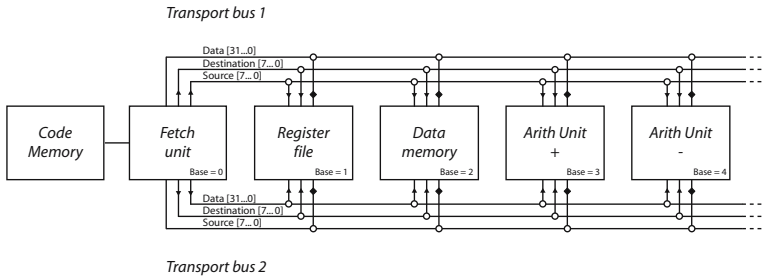 Transport bus 1
Data [31...0]
Destination [7... 0]
Source [7... 0]
Code
Memory
Fetch
unit
Base = 0
Register
file
Base = 1
Data
memory
Base = 2
Arith Unit
+
Base = 3
Arith Unit
-
Base = 4
Data [31...0]
Destination [7... 0]
Source [7... 0]
Transport bus 2